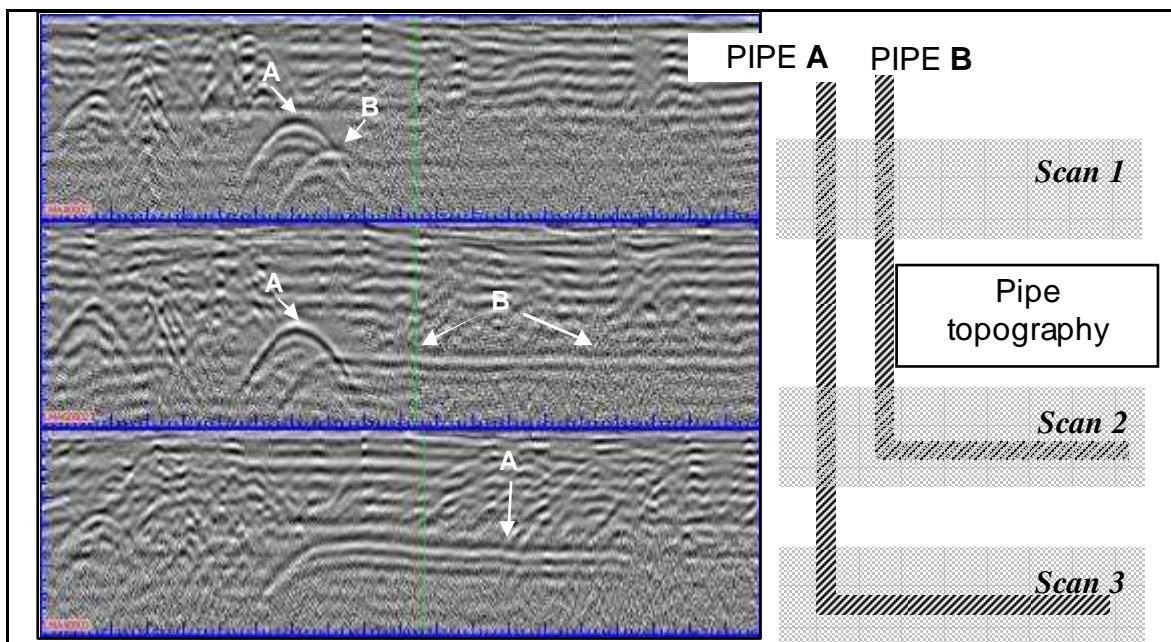 A
B
A
B
A
PIPE A
PIPE B
Scan 1
Pipe
topography
Scan 2
Scan 3